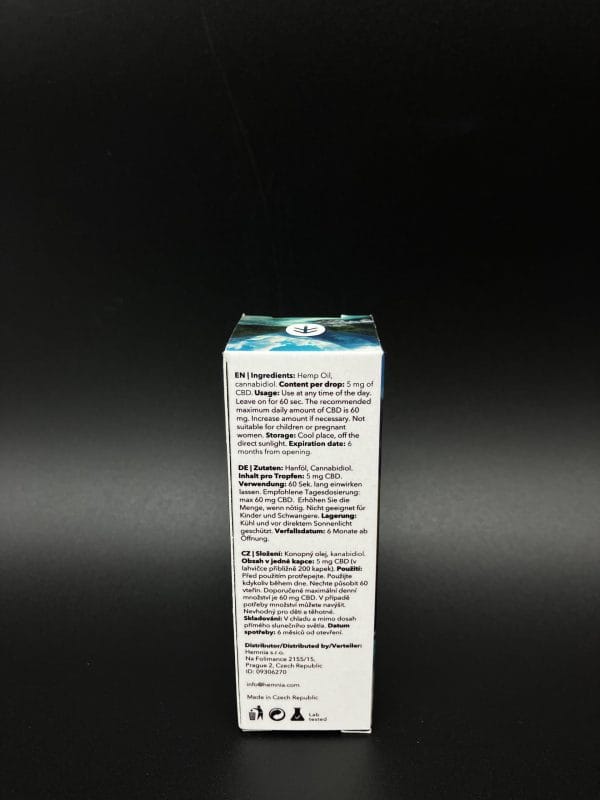 EN | Ingredients: Hemp Oil,
cannabidiol. Content per drop: 5 mg of
CBD. Usage: Use at any time of the day.
Leave on for 60 sec. The recommended
maximum daily amount of CBD is 60
mg. Increase amount if necessary. Not
suitable for children or pregnant
women. Storage: Cool place, off the
direct sunlight. Expiration date: 6
months from opening.
DE | Zutaten: Hanföl, Cannabidiol.
Inhalt pro Tropfen: 5 mg CBD.
Verwendung: 60 Sek. lang einwirken
lassen. Empfohlene Tagesdosierung:
max 60 mg CBD. Erhöhen Sie die
Menge, wenn nötig. Nicht geeignet für
Kinder und Schwangere. Lagerung:
Kühl und vor direktem Sonnenlicht
geschützt. Verfallsdatum: 6 Monate ab
Öffnung.
CZ | Složení: Konopný olej, kanabidiol.
Obsah v jedné kapce: 5 mg CBD (v
lahvičce přibližně 200 kapek). Použití:
Před použitím protřepejte. Použijte
kdykoliv během dne. Nechte působit 60
vteřin. Doporučené maximální denní
množství je 60 mg CBD. V případě
potřeby množství můžete navýšit.
Nevhodný pro děti a těhotné.
Skladování: V chladu a mimo dosah
přímého slunečního světla. Datum
spotřeby: 6 měsíců od otevření.
Distributor/Distributed by/Verteiler:
Hemnia s.r.o.
Na Folimance 2155/15,
Prague 2, Czech Republic
ID: 09306270
info@hemnia.com
Made in Czech Republic
Lab
tested